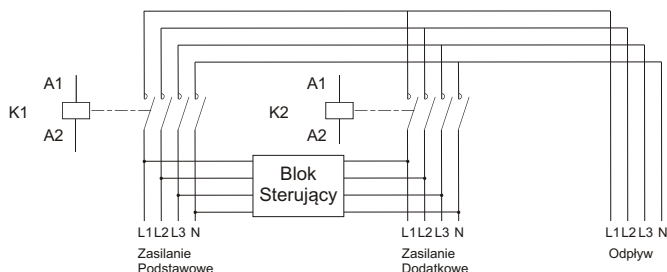 A1
K1
A2
A1
K2
A2
Blok
Sterujący
L1 L2 L3 N
Zasilanie
Podstawowe
L1 L2 L3 N
Zasilanie
Dodatkowe
L1 L2 L3 N
Odpływ